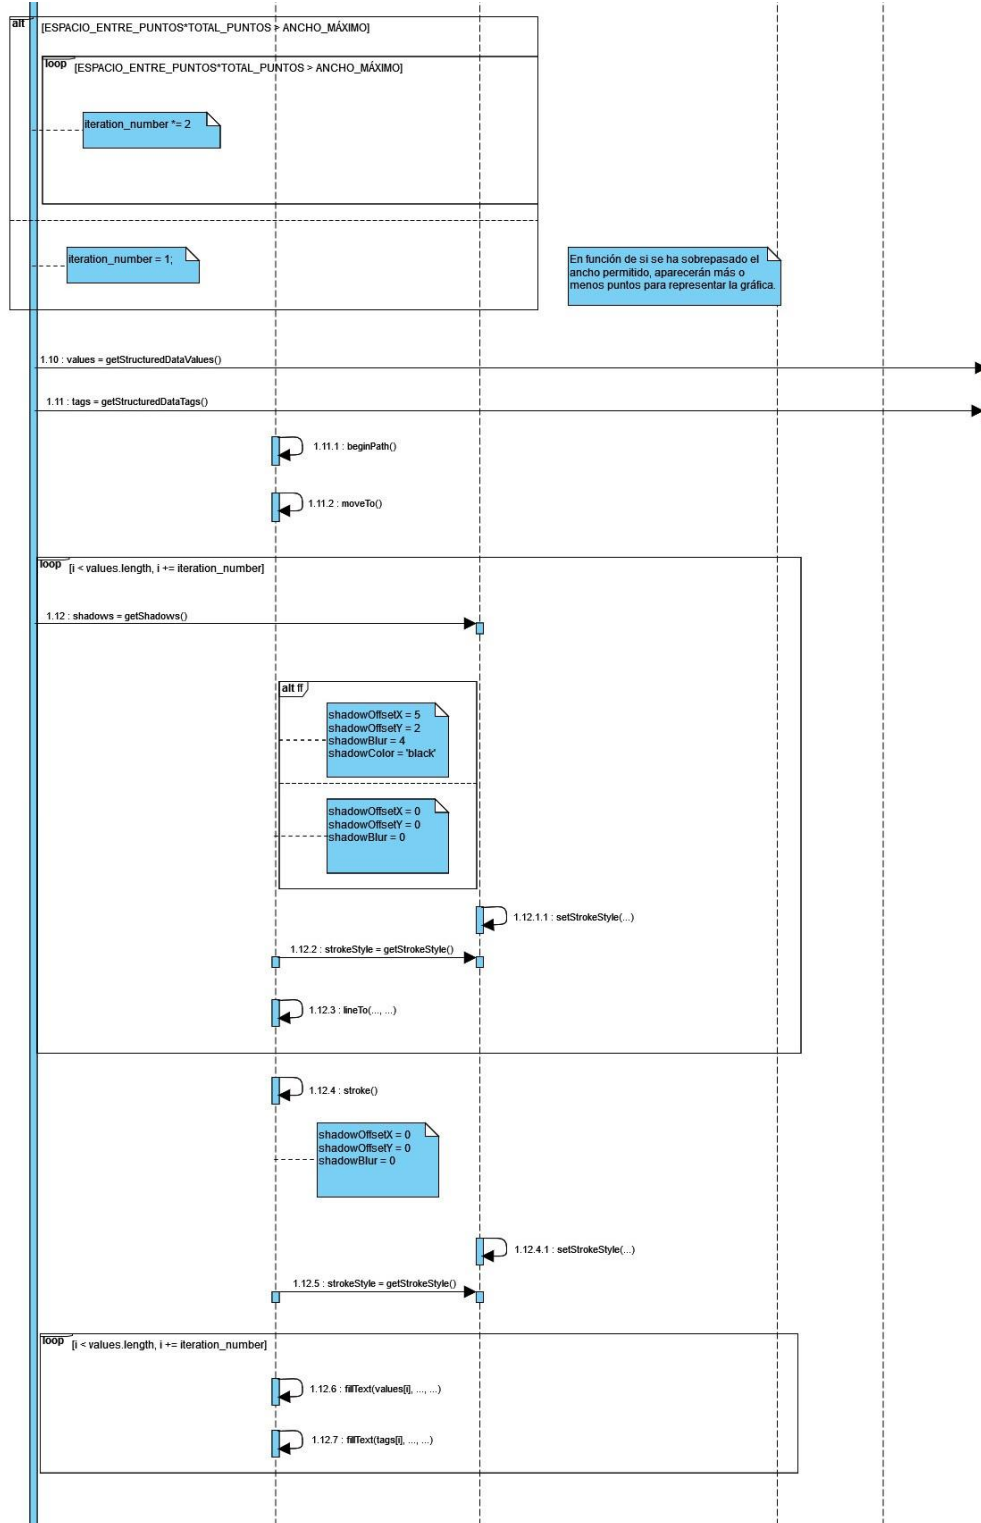 alt [ESPACIO_ENTRE_PUNTOS*TOTAL_PUNTOS > ANCHO_MÁXIMO]
loop [ESPACIO_ENTRE_PUNTOS*TOTAL_PUNTOS > ANCHO_MÁXIMO]
iteration_number *= 2
iteration_number = 1;
En función de si se ha sobrepasado el
ancho permitido, aparecerán más o
menos puntos para representar la gráfica.
1.10 : values = getStructuredDataValues()
1.11 : tags = getStructuredDataTags()
1.11.1 : beginPath()
1.11.2 : moveTo()
loop [i < values.length, i += iteration_number]
1.12 : shadows = getShadows()
alt ff
shadowOffsetX = 5
shadowOffsetY = 2
shadowBlur = 4
shadowColor = 'black'
shadowOffsetX = 0
shadowOffsetY = 0
shadowBlur = 0
1.12.1.1 : setStrokeStyle(...)
1.12.2 : strokeStyle = getStrokeStyle()
1.12.3 : lineTo(..., ...)
1.12.4 : stroke()
shadowOffsetX = 0
shadowOffsetY = 0
shadowBlur = 0
1.12.4.1 : setStrokeStyle(...)
1.12.5 : strokeStyle = getStrokeStyle()
loop [i < values.length, i += iteration_number]
1.12.6 : fillText(values[i], ..., ...)
1.12.7 : fillText(tags[i], ..., ...)